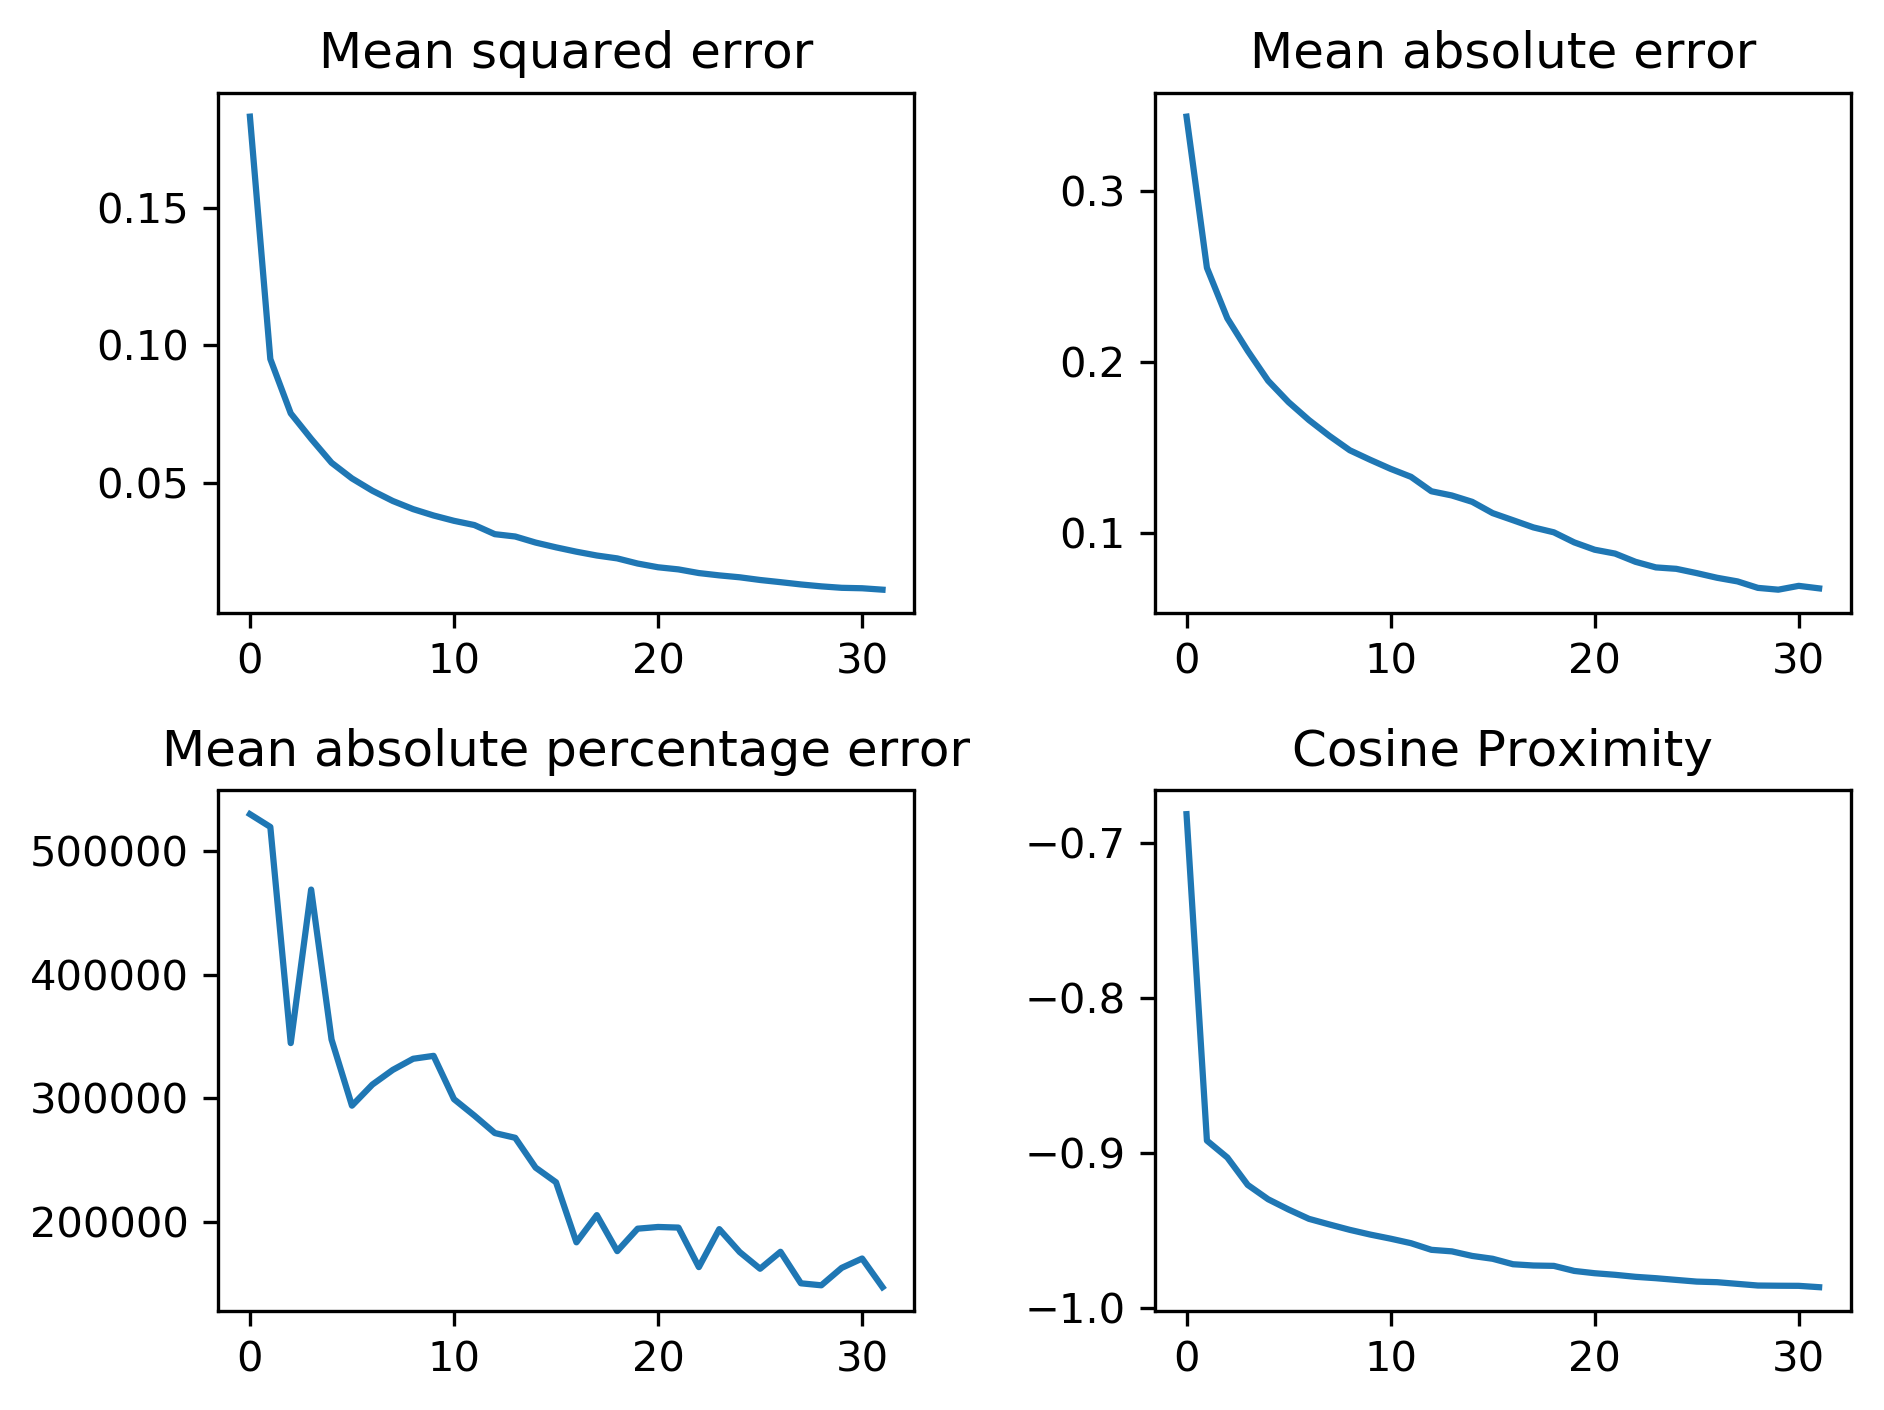 Mean squared error
0.15
0.10
0.05
0 10 20 30
Mean absolute error
0.3
0.2
0.1
0 10 20 30
Mean absolute percentage error
500000
400000
300000
200000
0 10 20 30
Cosine Proximity
−0.7
−0.8
−0.9
−1.0
0 10 20 30